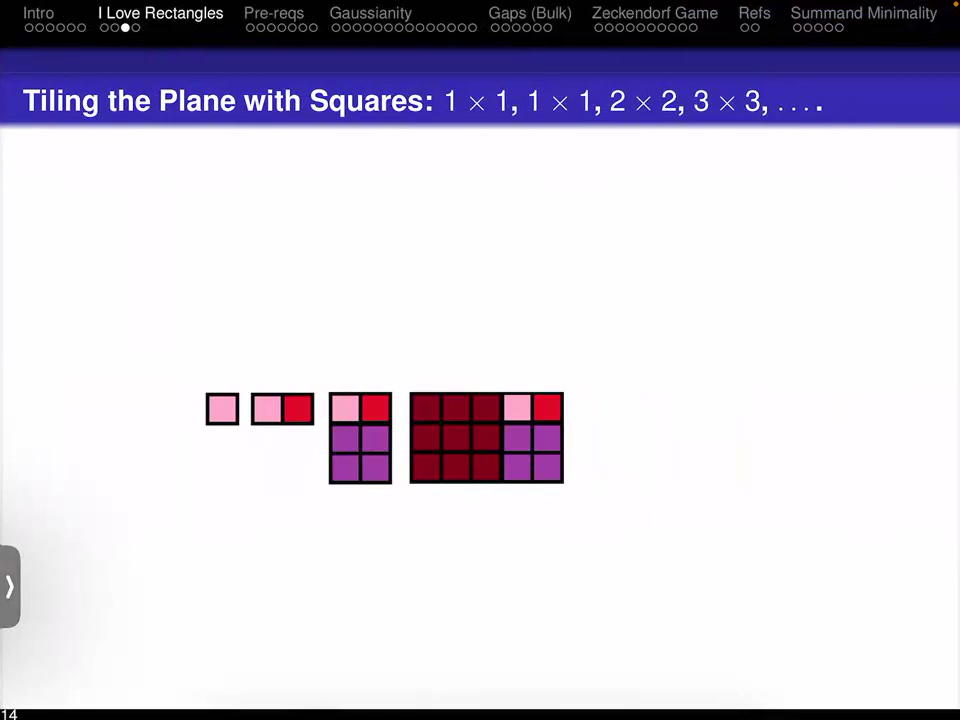 Intro I Love Rectangles Pre-reqs Gaussianity Gaps (Bulk) Zeckendorf Game Refs Summand Minimality
Tiling the Plane with Squares: 1 × 1, 1 × 1, 2 × 2, 3 × 3, . . . .
14